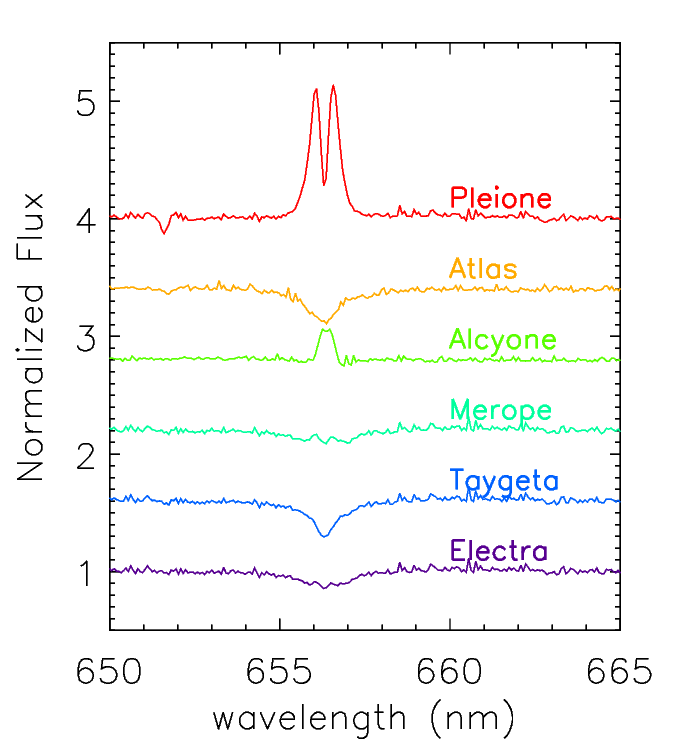 5
Pleione
4
Atlas
3
Alcyone
Merope
2
Taygeta
Electra
1
Normalized Flux
650 655 660 665
wavelength (nm)